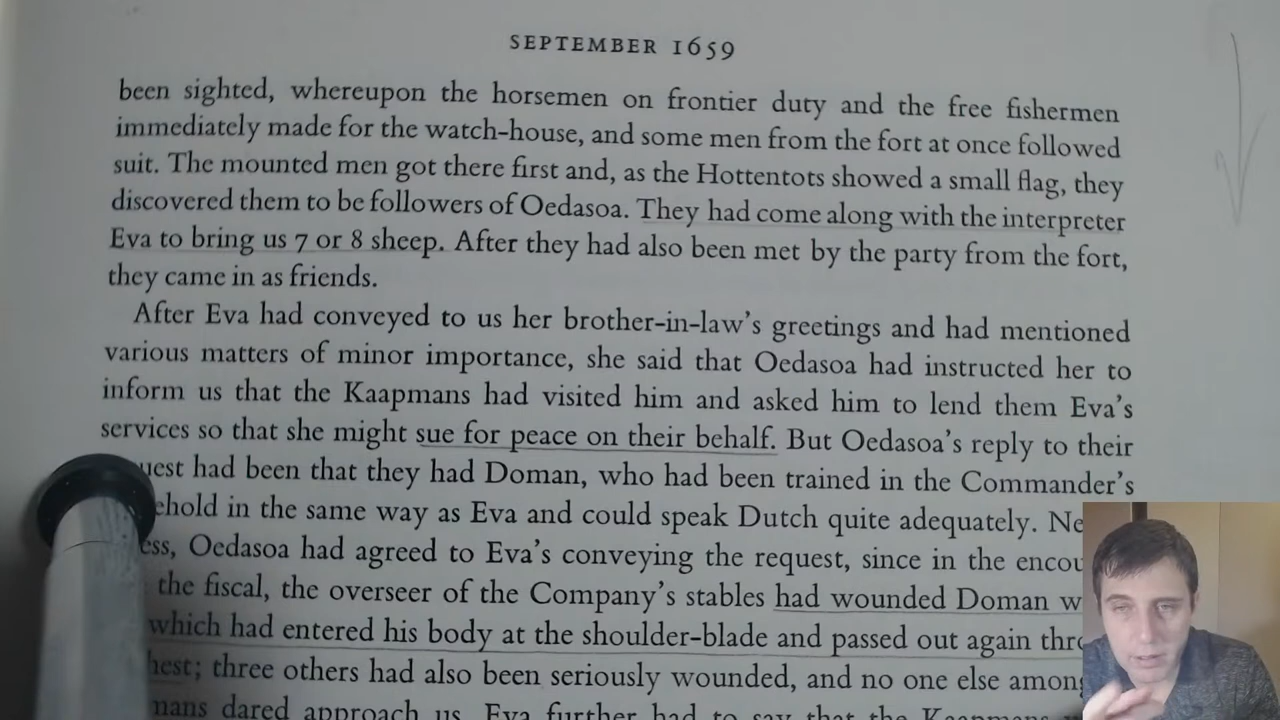 SEPTEMBER 1659
been sighted, whereupon the horsemen on frontier duty and the free fishermen
immediately made for the watch-house, and some men from the fort at once followed
suit. The mounted men got there first and, as the Hottentots showed a small flag, they
discovered them to be followers of Oedasoa. They had come along with the interpreter
Eva to bring us 7 or 8 sheep. After they had also been met by the party from the fort,
they came in as friends.
After Eva had conveyed to us her brother-in-law's greetings and had mentioned
various matters of minor importance, she said that Oedasoa had instructed her to
inform us that the Kaapmans had visited him and asked him to lend them Eva's
services so that she might sue for peace on their behalf. But Oedasoa's reply to their
had been that they had Doman, who had been trained in the Commander's
in the same way as Eva and could speak Dutch quite adequately.
Oedasoa had agreed to Eva's conveying the request, since in the
the fiscal, the overseer of the Company's stables had wounded Doman
which had entered his body at the shoulder-blade and passed out again
three others had also been seriously wounded, and no one else
dared approach us. Eva further had to say that the